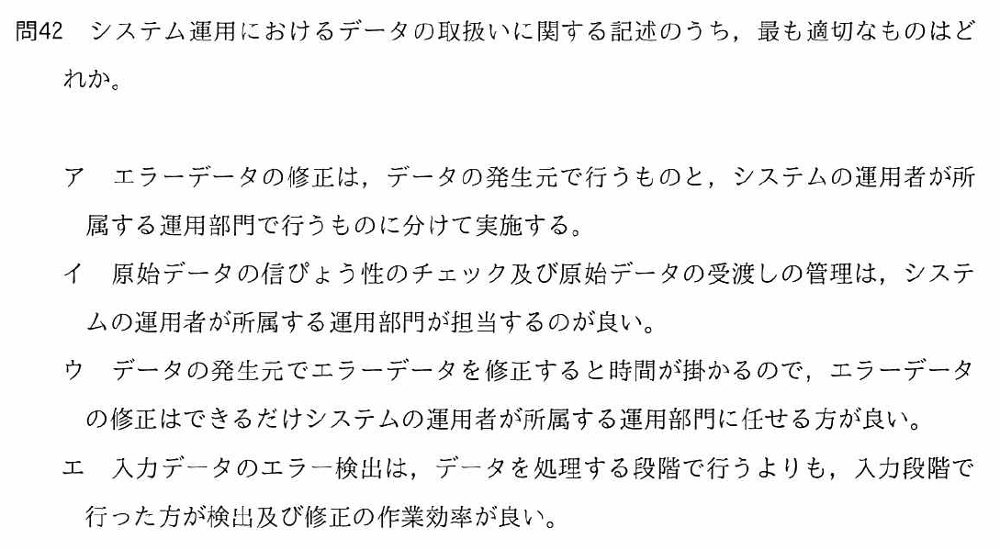 問42　システム運用におけるデータの取扱いに関する記述のうち，最も適切なものはど
れか。
ア　エラーデータの修正は，データの発生元で行うものと，システムの運用者が所
属する運用部門で行うものに分けて実施する。
イ　原始データの信ぴょう性のチェック及び原始データの受渡しの管理は，システ
ムの運用者が所属する運用部門が担当するのが良い。
ウ　データの発生元でエラーデータを修正すると時間が掛かるので，エラーデータ
の修正はできるだけシステムの運用者が所属する運用部門に任せる方が良い。
エ　入力データのエラー検出は，データを処理する段階で行うよりも，入力段階で
行った方が検出及び修正の作業効率が良い。